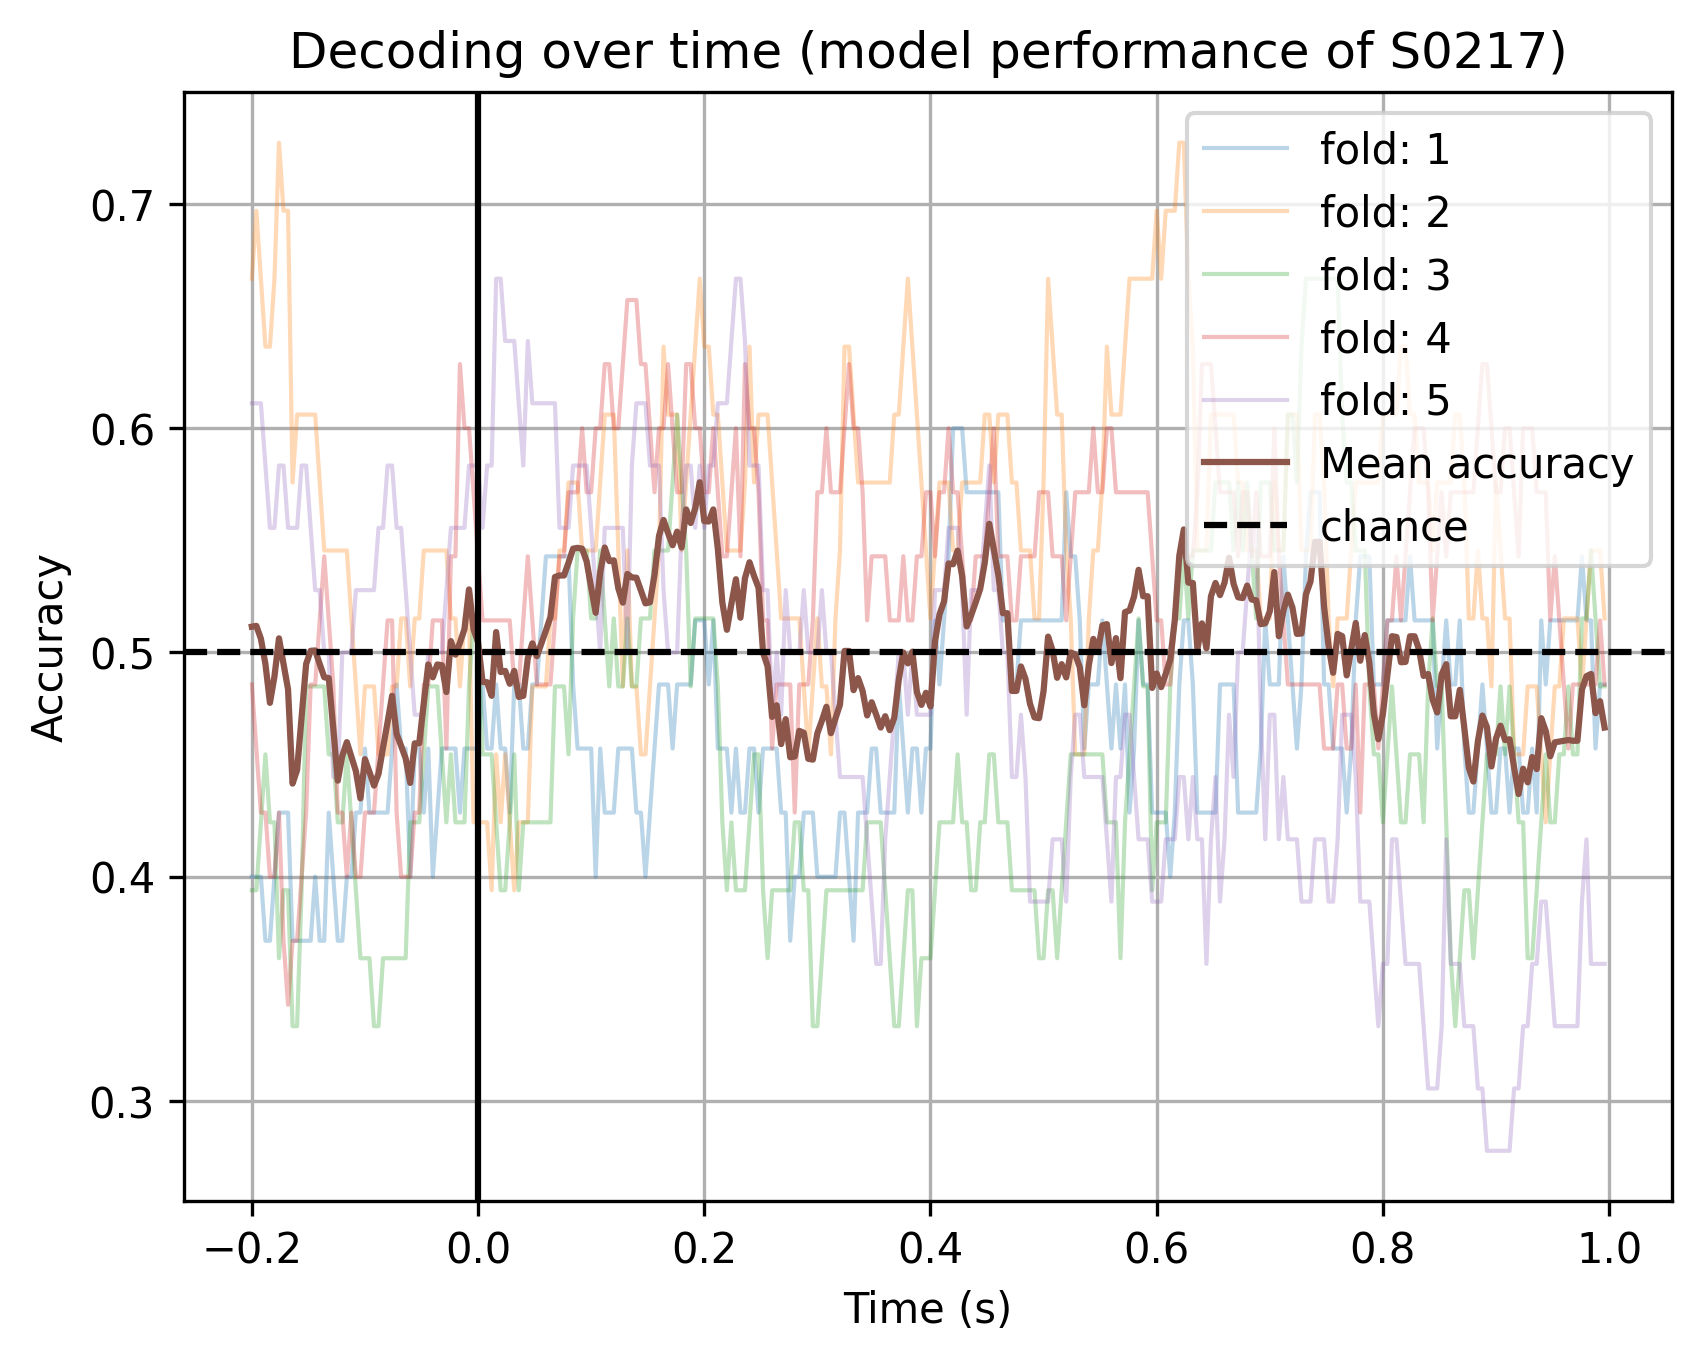 Decoding over time (model performance of S0217)
fold: 1
fold: 2
fold: 3
fold: 4
fold: 5
Mean accuracy
chance
Accuracy
0.7
0.6
0.5
0.4
0.3
−0.2 0.0 0.2 0.4 0.6 0.8 1.0
Time (s)